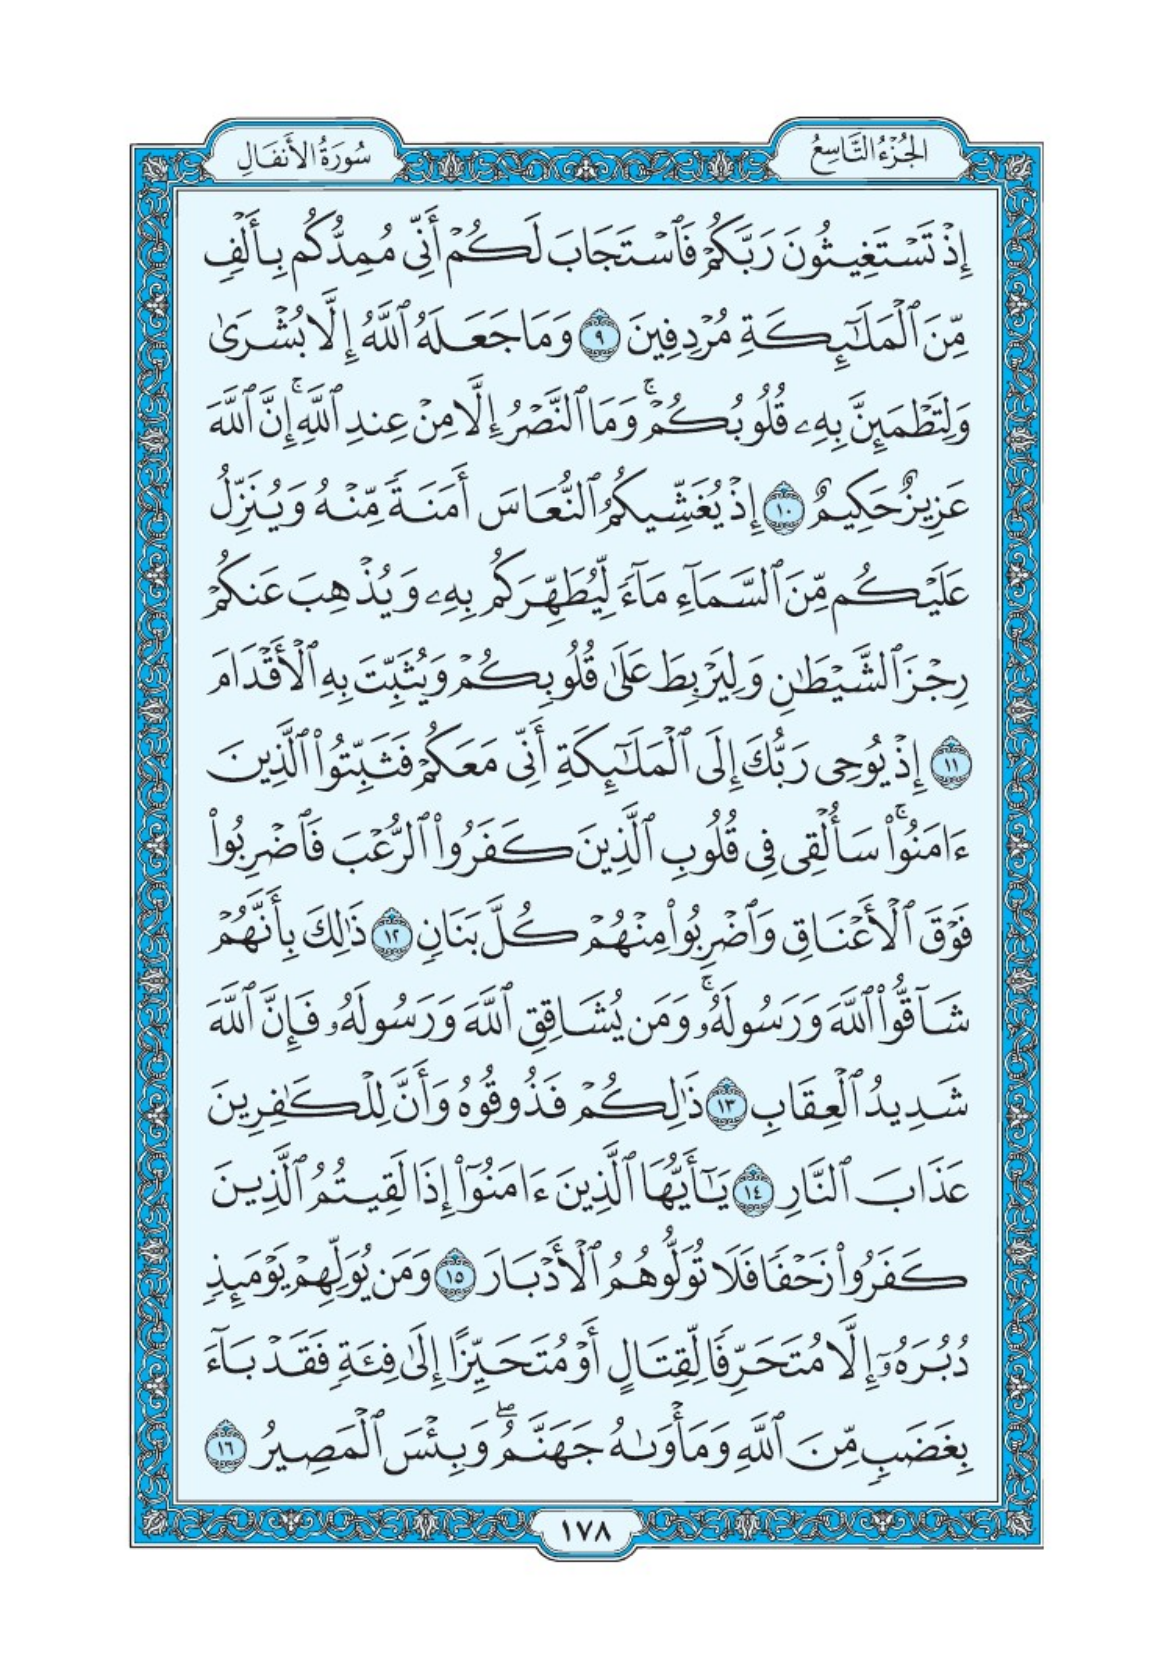 الجُزْءُ التَّاسِعُ
سُورَةُ الأَنفَالِ
إِذْ تَسْتَغِيثُونَ رَبَّكُمْ فَٱسْتَجَابَ لَكُمْ أَنِّى مُمِدُّكُم بِأَلْفٍ
مِّنَ ٱلْمَلَـٰٓئِكَةِ مُرْدِفِينَ ٩ وَمَا جَعَلَهُ ٱللَّهُ إِلَّا بُشْرَىٰ
وَلِتَطْمَئِنَّ بِهِۦ قُلُوبُكُمْ ۚ وَمَا ٱلنَّصْرُ إِلَّا مِنْ عِندِ ٱللَّهِ ۚ إِنَّ ٱللَّهَ
عَزِيزٌ حَكِيمٌ ١٠ إِذْ يُغَشِّيكُمُ ٱلنُّعَاسَ أَمَنَةً مِّنْهُ وَيُنَزِّلُ
عَلَيْكُم مِّنَ ٱلسَّمَآءِ مَآءً لِّيُطَهِّرَكُم بِهِۦ وَيُذْهِبَ عَنكُمْ
رِجْزَ ٱلشَّيْطَـٰنِ وَلِيَرْبِطَ عَلَىٰ قُلُوبِكُمْ وَيُثَبِّتَ بِهِ ٱلْأَقْدَامَ
١١ إِذْ يُوحِى رَبُّكَ إِلَى ٱلْمَلَـٰٓئِكَةِ أَنِّى مَعَكُمْ فَثَبِّتُوا۟ ٱلَّذِينَ
ءَامَنُوا۟ ۚ سَأُلْقِى فِى قُلُوبِ ٱلَّذِينَ كَفَرُوا۟ ٱلرُّعْبَ فَٱضْرِبُوا۟
فَوْقَ ٱلْأَعْنَاقِ وَٱضْرِبُوا۟ مِنْهُمْ كُلَّ بَنَانٍ ١٢ ذَٰلِكَ بِأَنَّهُمْ
شَآقُّوا۟ ٱللَّهَ وَرَسُولَهُۥ ۚ وَمَن يُشَاقِقِ ٱللَّهَ وَرَسُولَهُۥ فَإِنَّ ٱللَّهَ
شَدِيدُ ٱلْعِقَابِ ١٣ ذَٰلِكُمْ فَذُوقُوهُ وَأَنَّ لِلْكَـٰفِرِينَ
عَذَابَ ٱلنَّارِ ١٤ يَـٰٓأَيُّهَا ٱلَّذِينَ ءَامَنُوٓا۟ إِذَا لَقِيتُمُ ٱلَّذِينَ
كَفَرُوا۟ زَحْفًا فَلَا تُوَلُّوهُمُ ٱلْأَدْبَارَ ١٥ وَمَن يُوَلِّهِمْ يَوْمَئِذٍ
دُبُرَهُۥٓ إِلَّا مُتَحَرِّفًا لِّقِتَالٍ أَوْ مُتَحَيِّزًا إِلَىٰ فِئَةٍ فَقَدْ بَآءَ
بِغَضَبٍ مِّنَ ٱللَّهِ وَمَأْوَىٰهُ جَهَنَّمُ ۖ وَبِئْسَ ٱلْمَصِيرُ ١٦
١٧٨